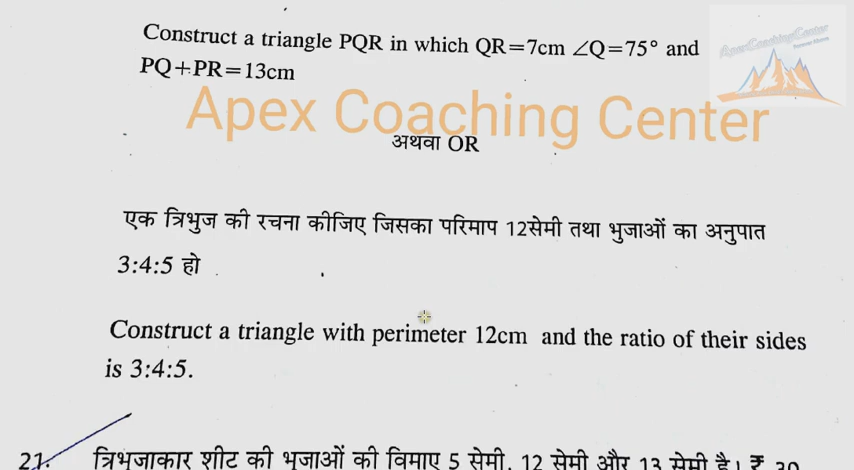 ApexCoachingCenter
Construct a triangle PQR in which QR=7cm ∠Q=75° and
PQ+PR=13cm
Apex Coaching Center
अथवा OR
एक त्रिभुज की रचना कीजिए जिसका परिमाप 12सेमी तथा भुजाओं का अनुपात
3:4:5 हो
Construct a triangle with perimeter 12cm and the ratio of their sides
is 3:4:5.
21. त्रिभुजाकार शीट की भुजाओं की विमाए 5 सेमी, 12 सेमी और 13 सेमी है। ₹ 30